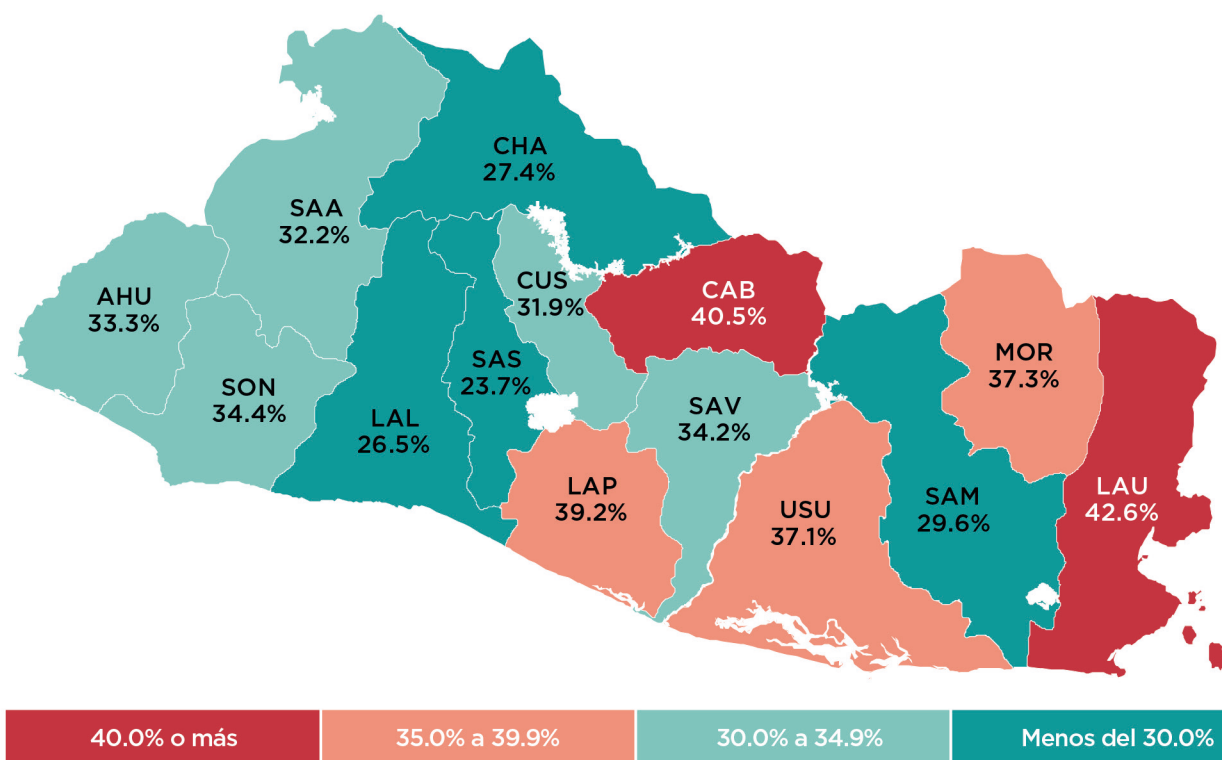 CHA
27.4%
SAA
32.2%
CUS
31.9%
AHU
33.3%
CAB
40.5%
MOR
37.3%
SAS
23.7%
SON
34.4%
SAV
34.2%
LAL
26.5%
LAP
39.2%
USU
37.1%
SAM
29.6%
LAU
42.6%
40.0% o más
35.0% a 39.9%
30.0% a 34.9%
Menos del 30.0%